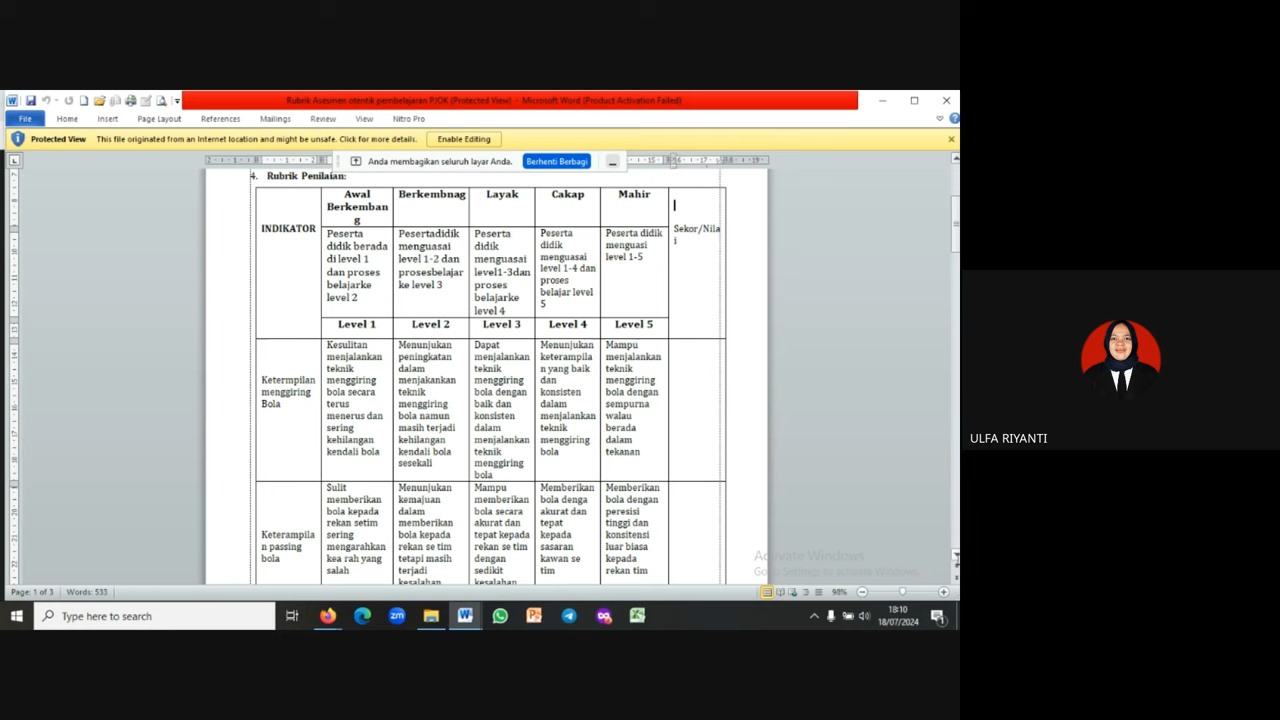 Rubrik Asesimen otentik pembelajaran PJOK (Protected View) - Microsoft Word (Product Activation Failed)
File Home Insert Page Layout References Mailings Review View Nitro Pro
Protected View This file originated from an Internet location and might be unsafe. Click for more details. Enable Editing
Anda membagikan seluruh layar Anda. Berhenti Berbagi
4. Rubrik Penilaian:
INDIKATOR
Awal
Berkemban
g
Berkembnag
Layak
Cakap
Mahir
Sekor/Nila
i
Peserta
didik berada
di level 1
dan proses
belajarke
level 2
Pesertadidik
menguasai
level 1-2 dan
prosesbelajar
ke level 3
Peserta
didik
menguasai
level1-3dan
proses
belajarke
level 4
Peserta
didik
menguasai
level 1-4 dan
proses
belajar level
5
Peserta didik
menguasi
level 1-5
Level 1
Level 2
Level 3
Level 4
Level 5
Ketermpilan
menggiring
Bola
Kesulitan
menjalankan
teknik
menggiring
bola secara
terus
menerus dan
sering
kehilangan
kendali bola
Menunjukan
peningkatan
dalam
menjakankan
teknik
menggiring
bola namun
masih terjadi
kehilangan
kendali bola
sesekali
Dapat
menjalankan
teknik
menggiring
bola dengan
baik dan
konsisten
dalam
menjalankan
teknik
menggiring
bola
Menunjukan
keterampila
n yang baik
dan
konsisten
dalam
menjalankan
teknik
menggiring
bola
Mampu
menjalankan
teknik
menggiring
bola dengan
sempurna
walau
berada
dalam
tekanan
Keterampila
n passing
bola
Sulit
memberikan
bola kepada
rekan setim
sering
mengarahkan
kea rah yang
salah
Menunjukan
kemajuan
dalam
memberikan
bola kepada
rekan se tim
tetapi masih
terjadi
kesalahan
Mampu
memberikan
bola secara
akurat dan
tepat kepada
rekan se tim
dengan
sedikit
kesalahan
Memberikan
bola denga
akurat dan
tepat
kepada
sasaran
kawan se
tim
Memberikan
bola dengan
peresisi
tinggi dan
konsitensi
luar biasa
kepada
rekan tim
Activate Windows
Go to Settings to activate Windows.
Page: 1 of 3 Words: 533
98%
Type here to search
18:10
18/07/2024
ULFA RIYANTI